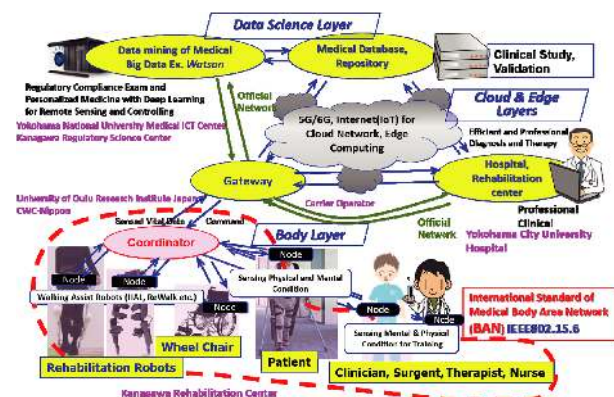 Data Science Layer
Data mining of Medical
Big Data Ex. Watson
Medical Database,
Repository
Clinical Study,
Validation
Regulatory Compliance Exam and
Personalized Medicine with Deep Learning
for Remote Sensing and Controlling
Yokohama National University Medical ICT Center
Kanagawa Regulatory Science Center
Official
Network
5G/6G, Internet(IoT) for
Cloud Network, Edge
Computing
Cloud & Edge
Layers
Efficient and Professional
Diagnosis and Therapy
Hospital,
Rehabilitation
center
Gateway
Carrier Operator
Professional
Clinical
University of Oulu Research Institute Japan
CWC-Nippon
Official
Network
Yokohama City University
Hospital
Sensed Vital Data
Command
Body Layer
Coordinator
Node
Node
Node
Node
Node
Node
Sensing Physical and Mental
Condition
Walking Assist Robots (HAL, ReWalk etc.)
Sensing Mental & Physical
Condition for Training
International Standard of
Medical Body Area Network
(BAN) IEEE802.15.6
Wheel Chair
Rehabilitation Robots
Patient
Clinician, Surgent, Therapist, Nurse
Kanagawa Rehabilitation Center